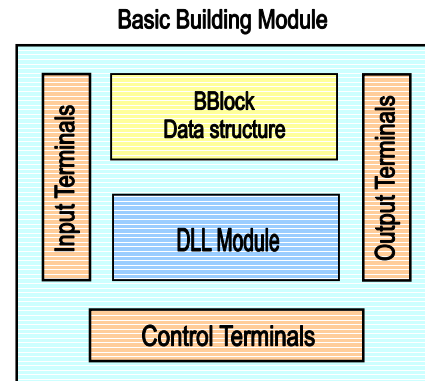 Basic Building Module
Input Terminals
BBlock
Data structure
DLL Module
Output Terminals
Control Terminals